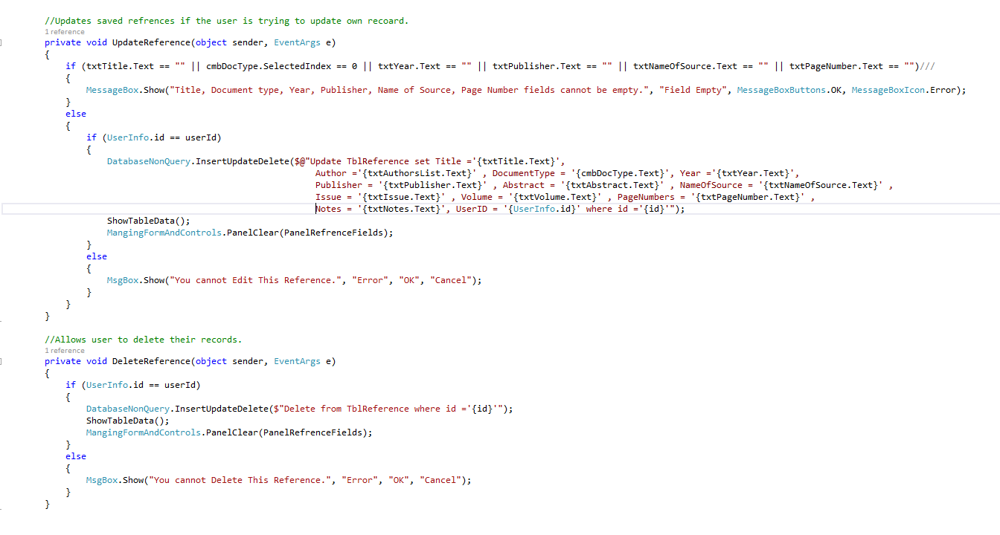 //Updates saved refrences if the user is trying to update own recoard.
1 reference
private void UpdateReference(object sender, EventArgs e)
{
if (txtTitle.Text == "" || cmbDocType.SelectedIndex == 0 || txtYear.Text == "" || txtPublisher.Text == "" || txtNameOfSource.Text == "" || txtPageNumber.Text == "")///
{
MessageBox.Show("Title, Document type, Year, Publisher, Name of Source, Page Number fields cannot be empty.", "Field Empty", MessageBoxButtons.OK, MessageBoxIcon.Error);
}
else
{
if (UserInfo.id == userId)
{
DatabaseNonQuery.InsertUpdateDelete($@"Update TblReference set Title ='{txtTitle.Text}',
Author ='{txtAuthorsList.Text}' , DocumentType = '{cmbDocType.Text}', Year ='{txtYear.Text}',
Publisher = '{txtPublisher.Text}' , Abstract = '{txtAbstract.Text}' , NameOfSource = '{txtNameOfSource.Text}' ,
Issue = '{txtIssue.Text}' , Volume = '{txtVolume.Text}' , PageNumbers = '{txtPageNumber.Text}' ,
Notes = '{txtNotes.Text}', UserID = '{UserInfo.id}' where id ='{id}'");
ShowTableData();
MangingFormAndControls.PanelClear(PanelRefrenceFields);
}
else
{
MsgBox.Show("You cannot Edit This Reference.", "Error", "OK", "Cancel");
}
}
}
//Allows user to delete their records.
1 reference
private void DeleteReference(object sender, EventArgs e)
{
if (UserInfo.id == userId)
{
DatabaseNonQuery.InsertUpdateDelete($"Delete from TblReference where id ='{id}'");
ShowTableData();
MangingFormAndControls.PanelClear(PanelRefrenceFields);
}
else
{
MsgBox.Show("You cannot Delete This Reference.", "Error", "OK", "Cancel");
}
}